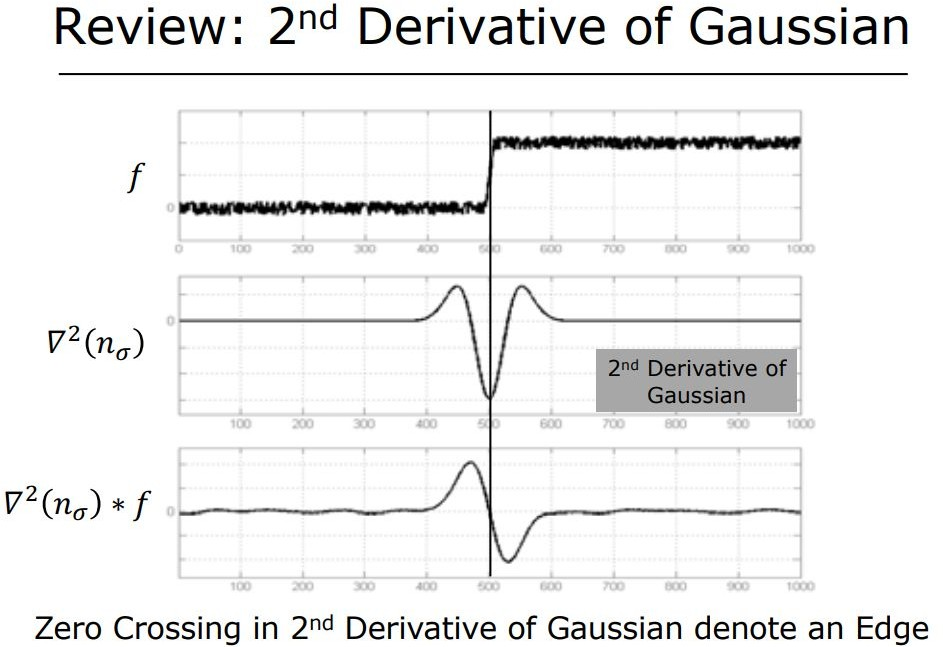 Review: 2nd Derivative of Gaussian
f
0
0 100 200 300 400 500 600 700 800 900 1000
∇²(nσ)
0
2nd Derivative of
Gaussian
100 200 300 400 500 600 700 800 900 1000
∇²(nσ) ∗ f
0
100 200 300 400 500 600 700 800 900 1000
Zero Crossing in 2nd Derivative of Gaussian denote an Edge